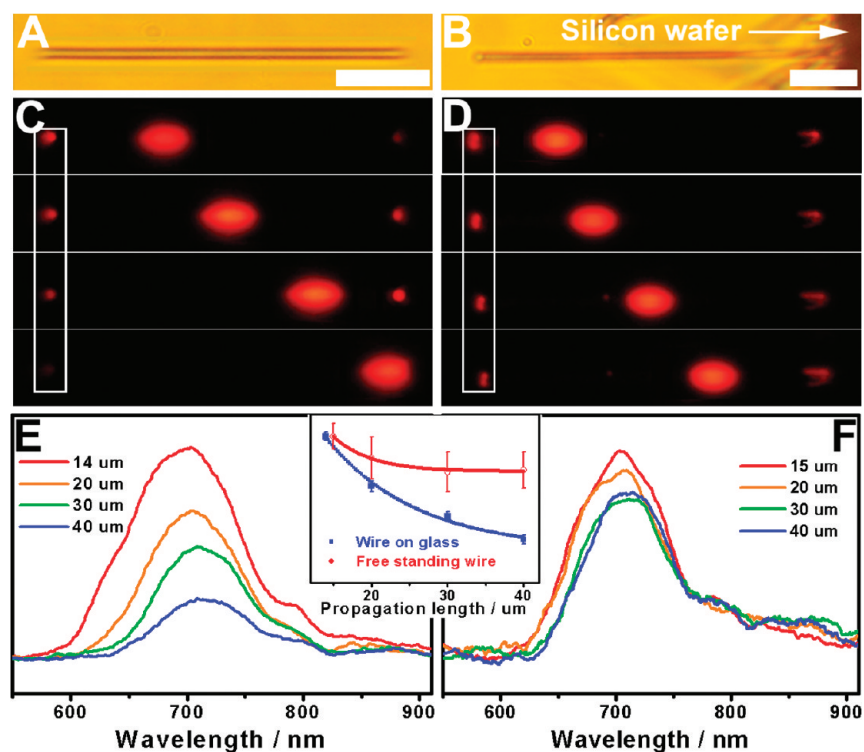 A
B
Silicon wafer
C
D
E
14 um
20 um
30 um
40 um
Wire on glass
Free standing wire
20 30 40
Propagation length / um
F
15 um
20 um
30 um
40 um
600 700 800 900
Wavelength / nm
600 700 800 900
Wavelength / nm